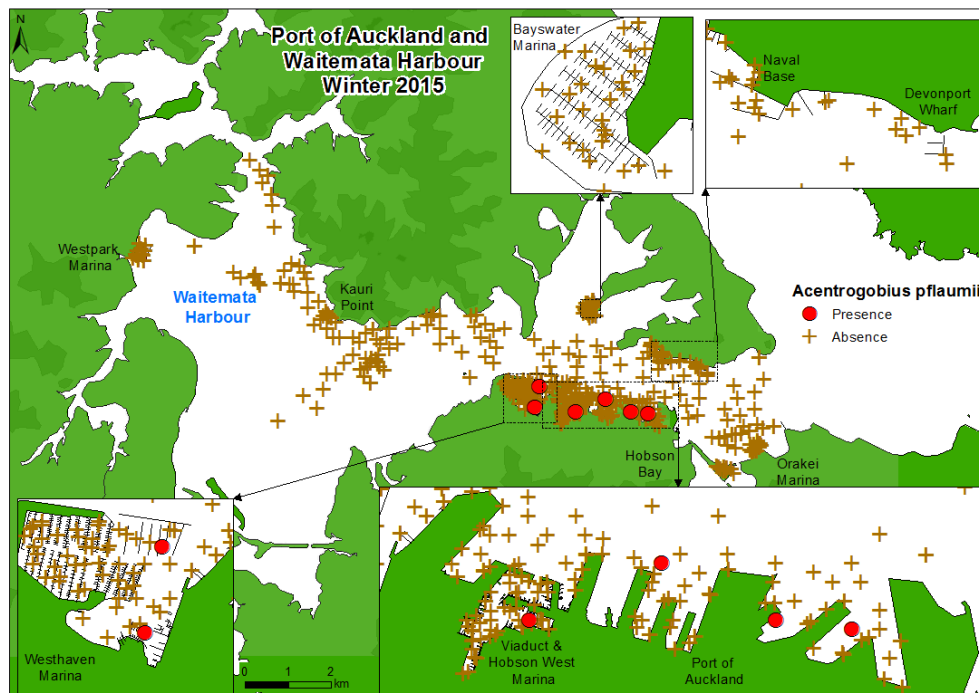 N
Port of Auckland and
Waitemata Harbour
Winter 2015
Bayswater
Marina
Naval
Base
Devonport
Wharf
Westpark
Marina
Waitemata
Harbour
Kauri
Point
Acentrogobius pflaumii
Presence
Absence
Hobson
Bay
Orakei
Marina
Westhaven
Marina
0 1 2
km
Viaduct &
Hobson West
Marina
Port of
Auckland